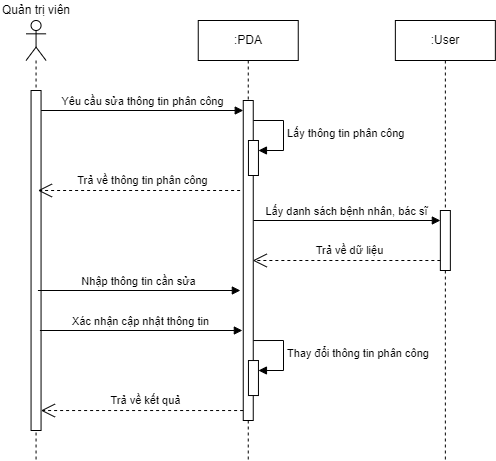 Quản trị viên
:PDA
:User
Yêu cầu sửa thông tin phân công
Lấy thông tin phân công
Trả về thông tin phân công
Lấy danh sách bệnh nhân, bác sĩ
Trả về dữ liệu
Nhập thông tin cần sửa
Xác nhận cập nhật thông tin
Thay đổi thông tin phân công
Trả về kết quả